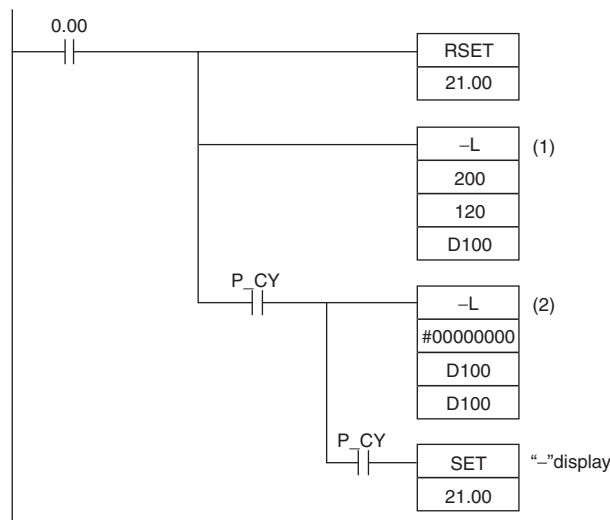 0.00
RSET
21.00
–L (1)
200
120
D100
P_CY
–L (2)
#00000000
D100
D100
P_CY
SET “–”display
21.00